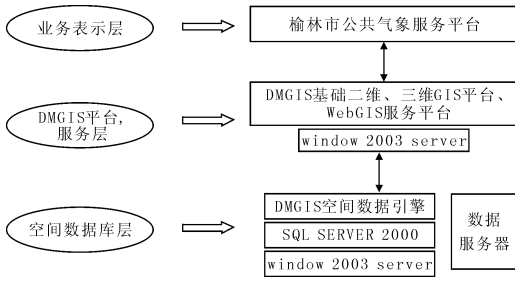 业务表示层
榆林市公共气象服务平台
DMGIS平台,
服务层
DMGIS基础二维、三维GIS平台、
WebGIS服务平台
window 2003 server
空间数据库层
DMGIS空间数据引擎
SQL SERVER 2000
window 2003 server
数据
服务器